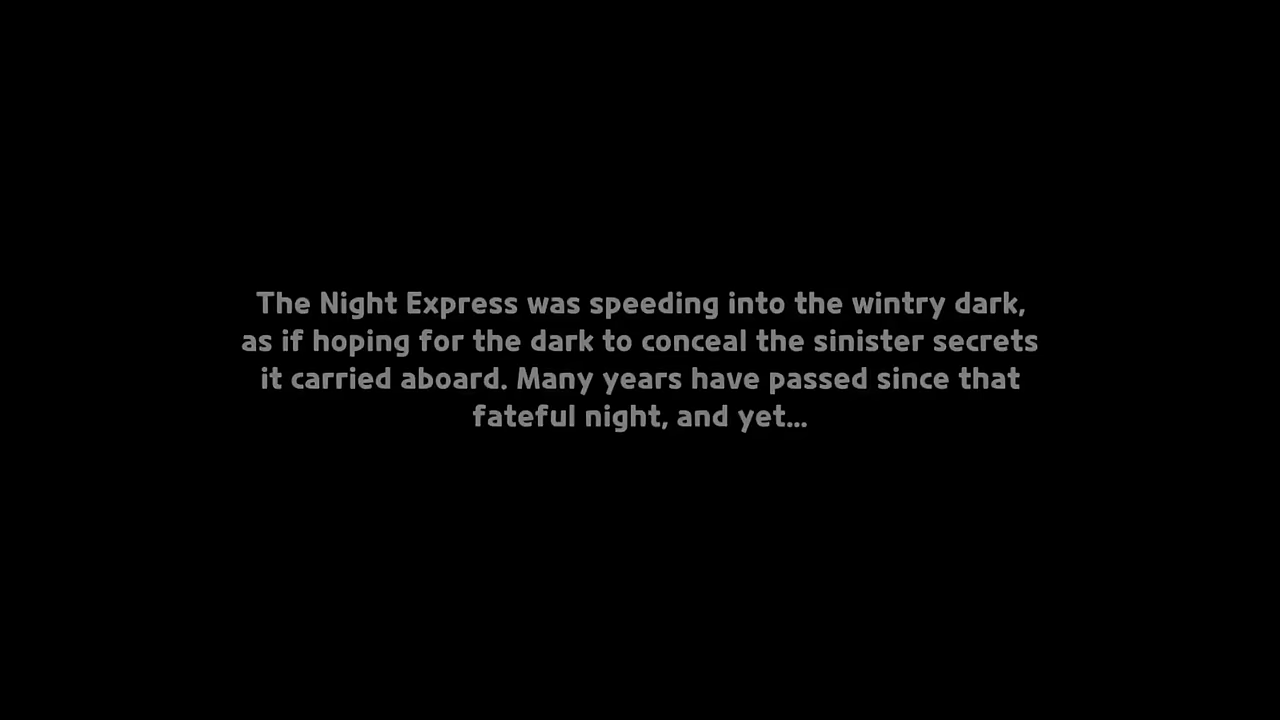 The Night Express was speeding into the wintry dark,
as if hoping for the dark to conceal the sinister secrets
it carried aboard. Many years have passed since that
fateful night, and yet...